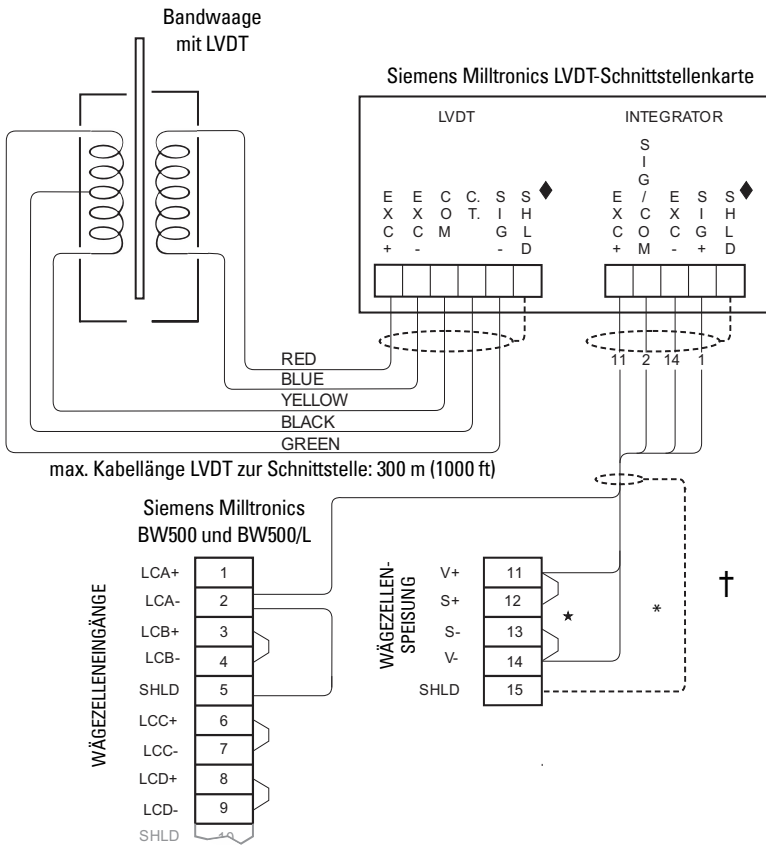 Bandwaage
mit LVDT
Siemens Milltronics LVDT-Schnittstellenkarte
LVDT
INTEGRATOR
EXC+
EXC-
COM
C.T.
SIG-
SHLD
EXC+
SIG/COM
EXC-
SIG+
SHLD
11 2 14 1
RED
BLUE
YELLOW
BLACK
GREEN
max. Kabellänge LVDT zur Schnittstelle: 300 m (1000 ft)
Siemens Milltronics
BW500 und BW500/L
WÄGEZELLENEINGÄNGE
LCA+ 1
LCA- 2
LCB+ 3
LCB- 4
SHLD 5
LCC+ 6
LCC- 7
LCD+ 8
LCD- 9
SHLD 10
WÄGEZELLEN-
SPEISUNG
V+ 11
S+ 12
S- 13
V- 14
SHLD 15
★
*
†